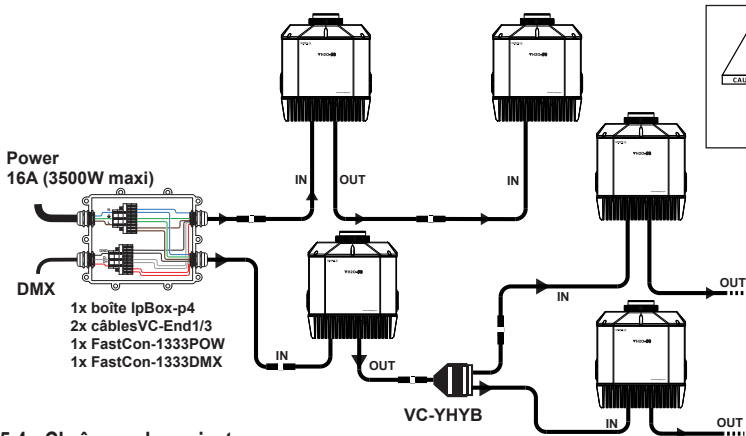 CAU
Power
16A (3500W maxi)
IN
OUT
IN
DMX
1x boîte IpBox-p4
2x câblesVC-End1/3
1x FastCon-1333POW
1x FastCon-1333DMX
IN
OUT
VC-YHYB
IN
OUT
IN
OUT